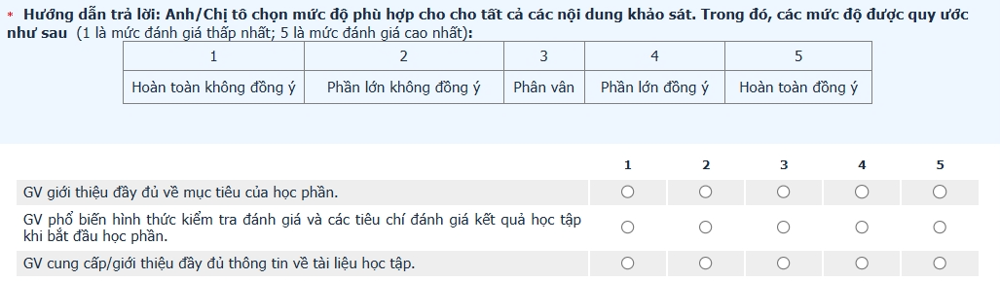 * Hướng dẫn trả lời: Anh/Chị tô chọn mức độ phù hợp cho cho tất cả các nội dung khảo sát. Trong đó, các mức độ được quy ước
như sau (1 là mức đánh giá thấp nhất; 5 là mức đánh giá cao nhất):
1 2 3 4 5
Hoàn toàn không đồng ý Phần lớn không đồng ý Phân vân Phần lớn đồng ý Hoàn toàn đồng ý
1 2 3 4 5
GV giới thiệu đầy đủ về mục tiêu của học phần.
GV phổ biến hình thức kiểm tra đánh giá và các tiêu chí đánh giá kết quả học tập
khi bắt đầu học phần.
GV cung cấp/giới thiệu đầy đủ thông tin về tài liệu học tập.